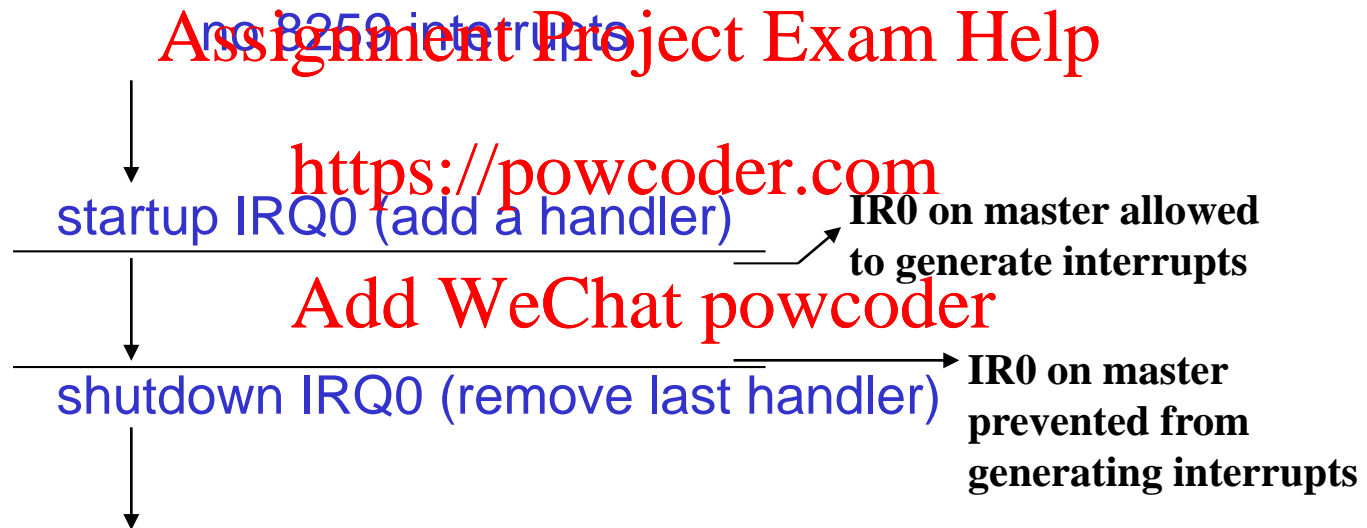 no 8259 interrupts
Assignment Project Exam Help
https://powcoder.com
startup IRQ0 (add a handler)
IR0 on master allowed
to generate interrupts
Add WeChat powcoder
shutdown IRQ0 (remove last handler)
IR0 on master
prevented from
generating interrupts